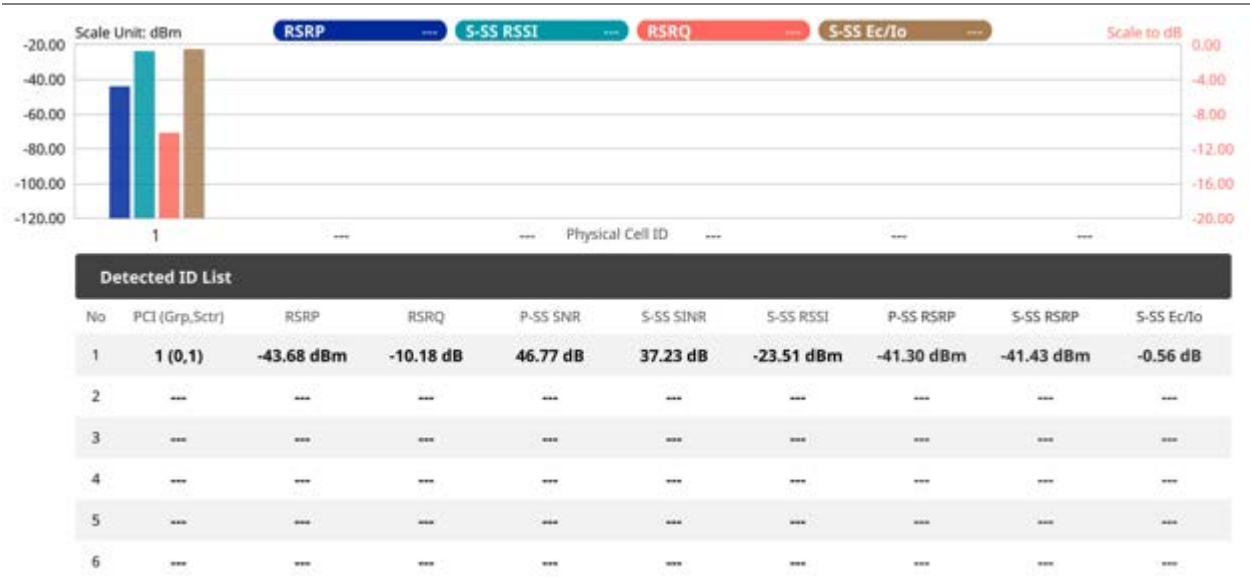 Scale Unit: dBm RSRP --- S-SS RSSI --- RSRQ --- S-SS Ec/Io --- Scale to dB
-20.00 0.00
-40.00 -4.00
-60.00 -8.00
-80.00 -12.00
-100.00 -16.00
-120.00 -20.00
1 --- --- Physical Cell ID --- --- ---
Detected ID List
No PCI (Grp,Sctr) RSRP RSRQ P-SS SNR S-SS SINR S-SS RSSI P-SS RSRP S-SS RSRP S-SS Ec/Io
1 1 (0,1) -43.68 dBm -10.18 dB 46.77 dB 37.23 dB -23.51 dBm -41.30 dBm -41.43 dBm -0.56 dB
2 --- --- --- --- --- --- --- --- ---
3 --- --- --- --- --- --- --- --- ---
4 --- --- --- --- --- --- --- --- ---
5 --- --- --- --- --- --- --- --- ---
6 --- --- --- --- --- --- --- --- ---